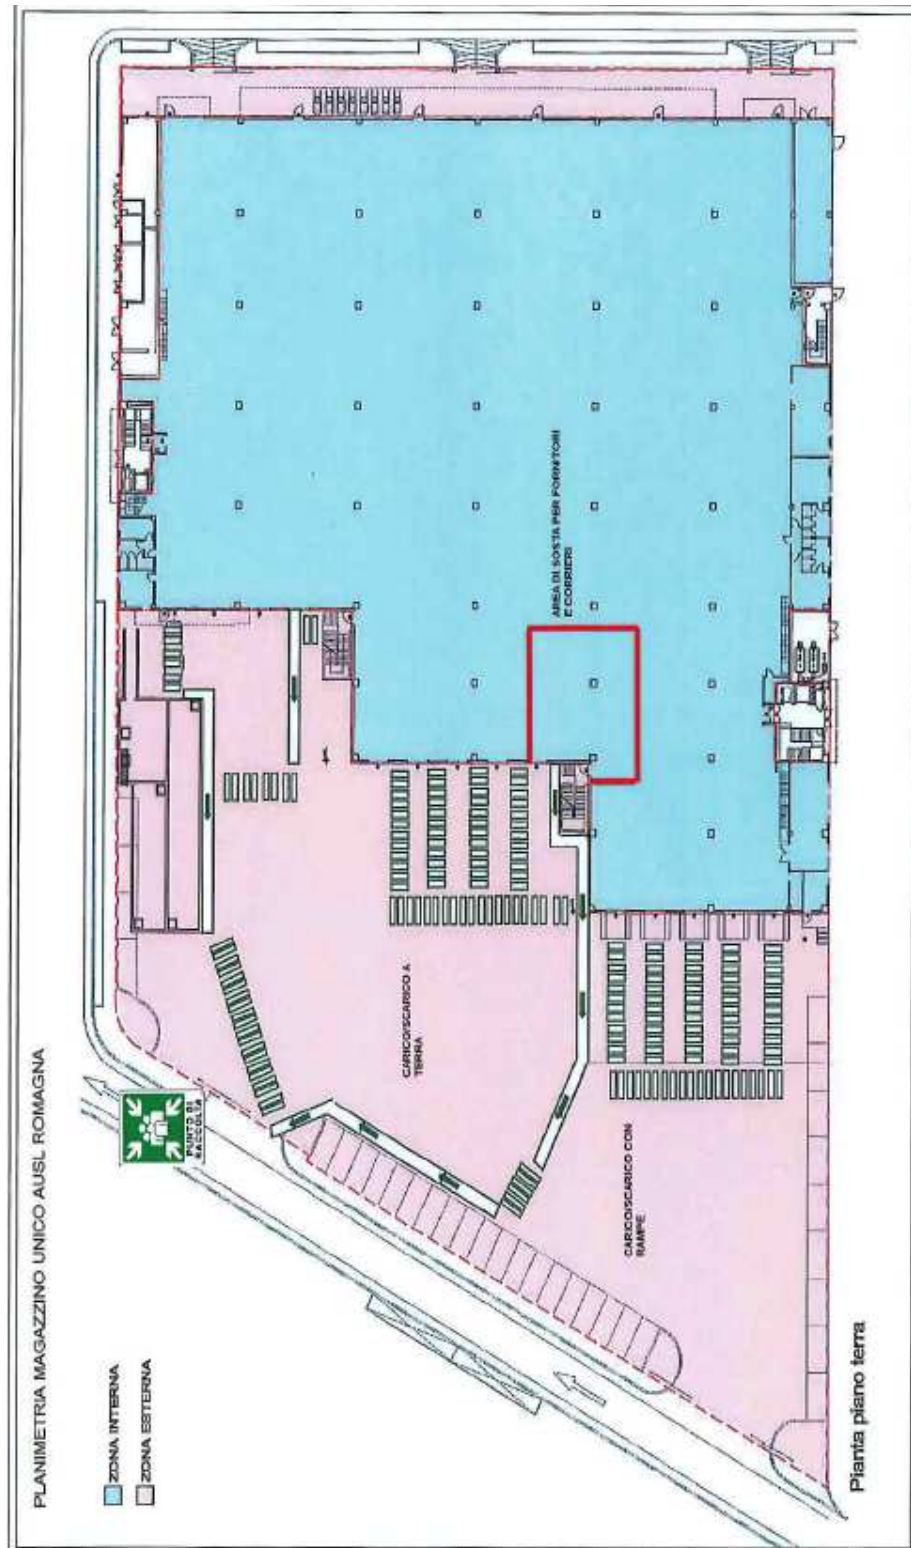 PLANIMETRIA MAGAZZINO UNICO AUSL ROMAGNA
ZONA INTERNA
ZONA ESTERNA
PUNTO DI
RACCOLTA
CARICO/SCARICO A
TERRA
AREA DI SOSTA PER FORNITORI
E CORRIERI
CARICO/SCARICO CON
RAMPE
Pianta piano terra